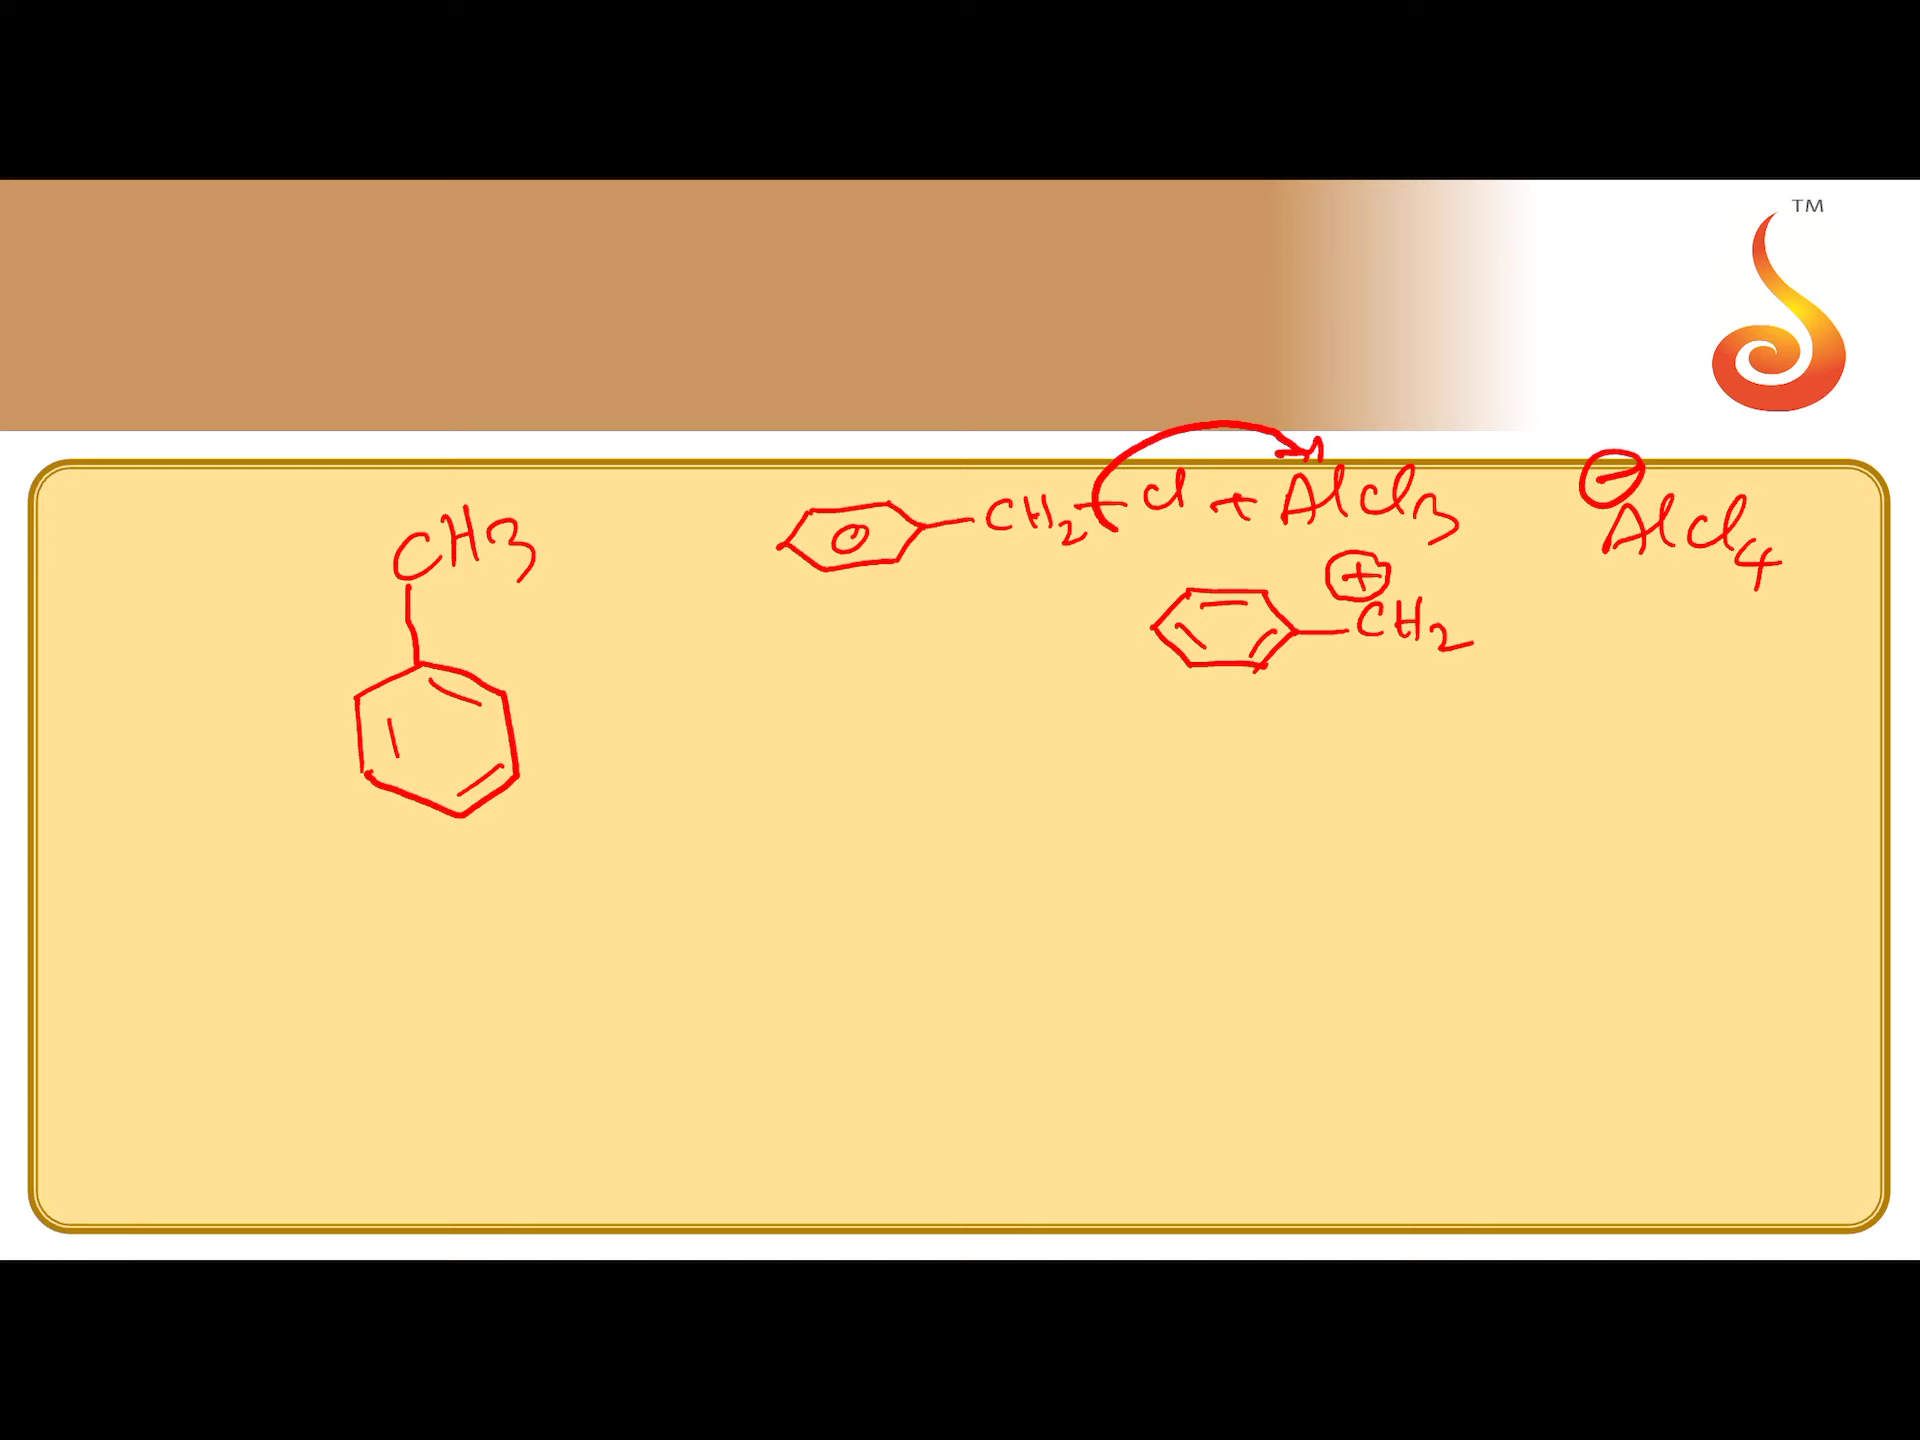 TM
CH2 + Cl + AlCl3
⊖
AlCl4
CH3
⊕
CH2